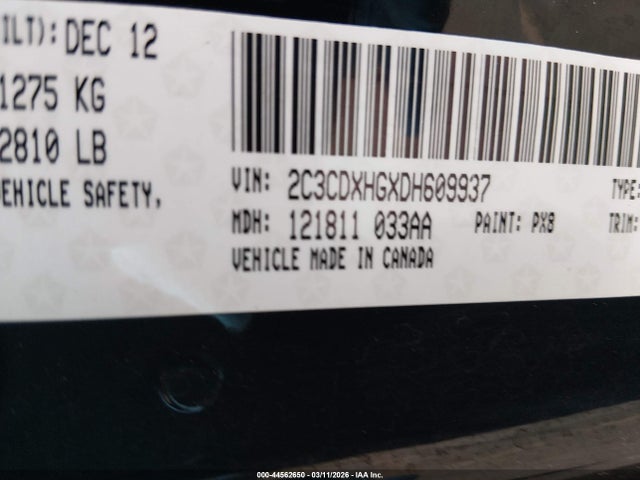 ILT): DEC 12
1275 KG
2810 LB
VEHICLE SAFETY,
VIN: 2C3CDXHGXDH609937 TYPE:
MDH: 121811 033AA PAINT: PX8 TRIM:
VEHICLE MADE IN CANADA
000-44562650 - 03/11/2026 - IAA Inc.